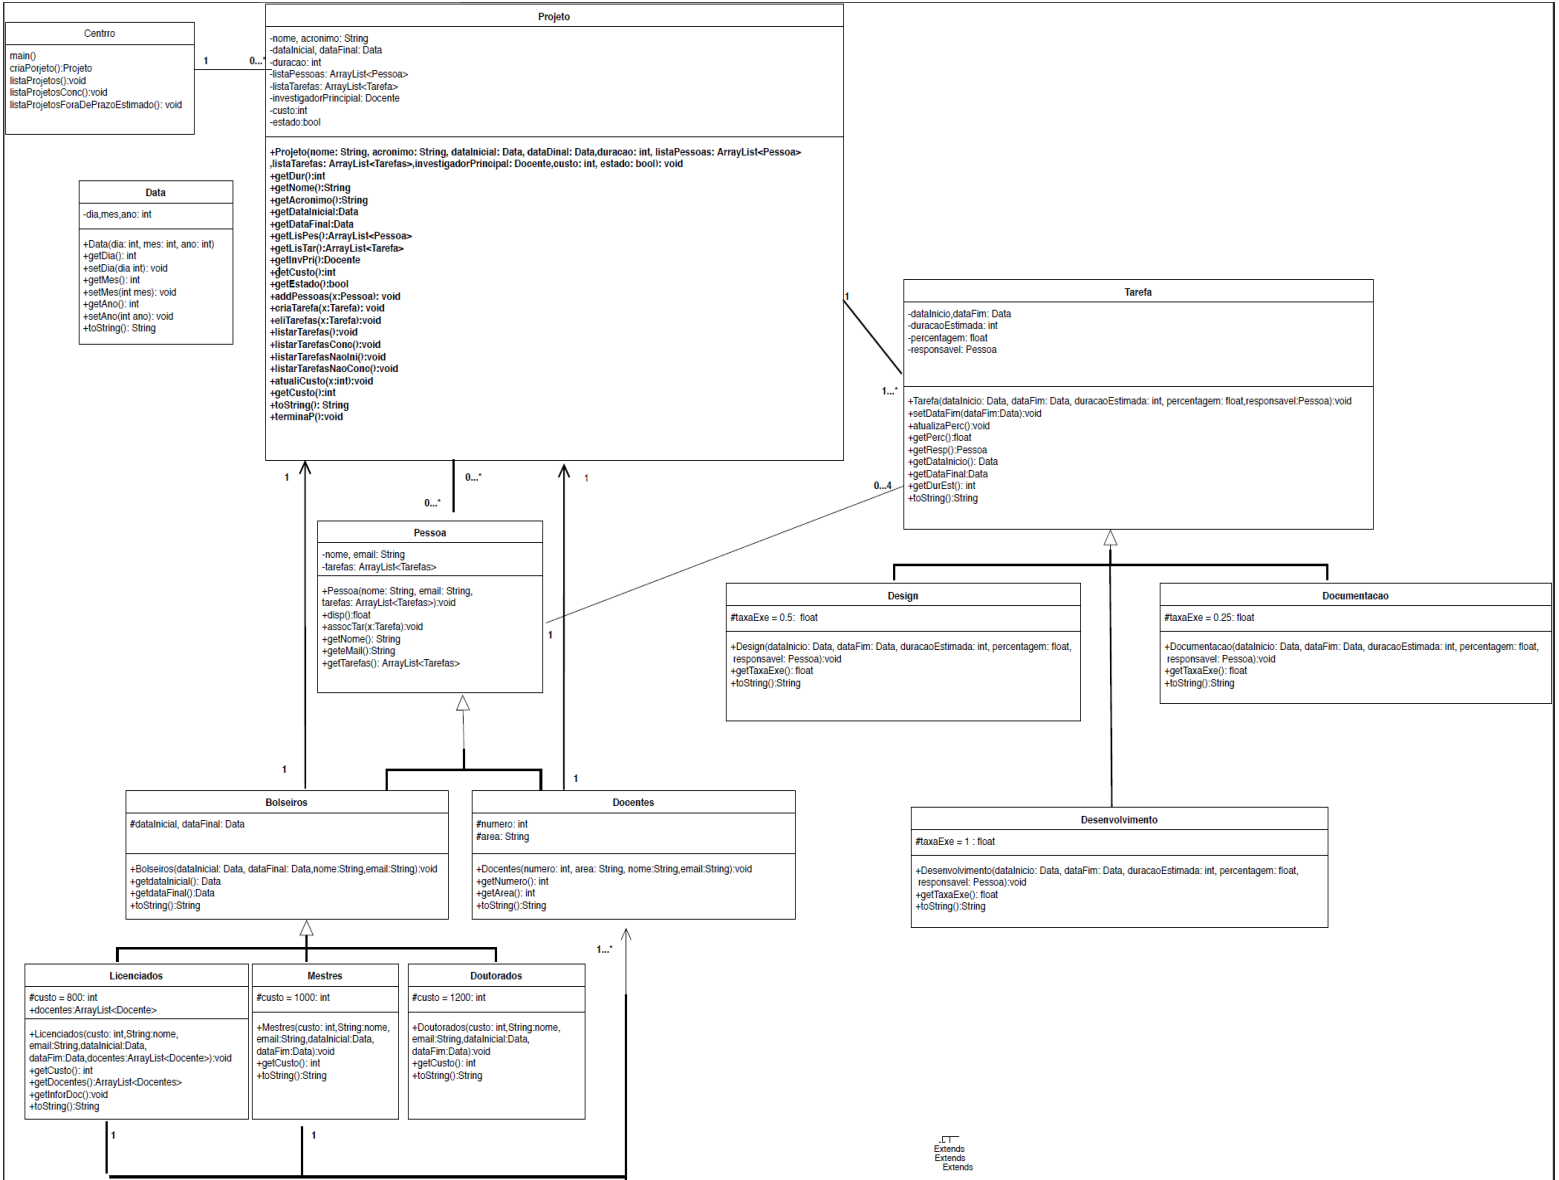 Centrro
main()
criaPorjeto():Projeto
listaProjetos():void
listaProjetosConc():void
listaProjetosForaDePrazoEstimado(): void
1
0...*
Projeto
-nome, acronimo: String
-dataInicial, dataFinal: Data
-duracao: int
-listaPessoas: ArrayList<Pessoa>
-listaTarefas: ArrayList<Tarefa>
-investigadorPrincipial: Docente
-custo:int
-estado:bool
+Projeto(nome: String, acronimo: String, dataInicial: Data, dataDinal: Data,duracao: int, listaPessoas: ArrayList<Pessoa>
,listaTarefas: ArrayList<Tarefas>,investigadorPrincipal: Docente,custo: int, estado: bool): void
+getDur():int
+getNome():String
+getAcronimo():String
+getDataInicial:Data
+getDataFinal:Data
+getLisPes():ArrayList<Pessoa>
+getLisTar():ArrayList<Tarefa>
+getInvPri():Docente
+getCusto():int
+getEstado():bool
+addPessoas(x:Pessoa): void
+criaTarefa(x:Tarefa): void
+eliTarefas(x:Tarefa):void
+listarTarefas():void
+listarTarefasConc():void
+listarTarefasNaoIni():void
+listarTarefasNaoConc():void
+atualiCusto(x:int):void
+getCusto():int
+toString(): String
+terminaP():void
Data
-dia,mes,ano: int
+Data(dia: int, mes: int, ano: int)
+getDia(): int
+setDia(dia int): void
+getMes(): int
+setMes(int mes): void
+getAno(): int
+setAno(int ano): void
+toString(): String
1
1...*
Tarefa
-dataInicio,dataFim: Data
-duracaoEstimada: int
-percentagem: float
-responsavel: Pessoa
+Tarefa(dataInicio: Data, dataFim: Data, duracaoEstimada: int, percentagem: float,responsavel:Pessoa):void
+setDataFim(dataFim:Data):void
+atualizaPerc():void
+getPerc():float
+getResp():Pessoa
+getDataInicio(): Data
+getDataFinal:Data
+getDurEst(): int
+toString():String
1
0...*
1
0...4
0...*
Pessoa
-nome, email: String
-tarefas: ArrayList<Tarefas>
+Pessoa(nome: String, email: String,
tarefas: ArrayList<Tarefas>):void
+disp():float
+assocTar(x:Tarefa):void
+getNome(): String
+geteMail():String
+getTarefas(): ArrayList<Tarefas>
1
Design
#taxaExe = 0.5: float
+Design(dataInicio: Data, dataFim: Data, duracaoEstimada: int, percentagem: float,
responsavel: Pessoa):void
+getTaxaExe(): float
+toString():String
Documentacao
#taxaExe = 0.25: float
+Documentacao(dataInicio: Data, dataFim: Data, duracaoEstimada: int, percentagem: float,
responsavel: Pessoa):void
+getTaxaExe(): float
+toString():String
1
1
Bolseiros
#dataInicial, dataFinal: Data
+Bolseiros(dataInicial: Data, dataFinal: Data,nome:String,email:String):void
+getdataInicial(): Data
+getdataFinal():Data
+toString():String
Docentes
#numero: int
#area: String
+Docentes(numero: int, area: String, nome:String,email:String):void
+getNumero(): int
+getArea(): int
+toString():String
Desenvolvimento
#taxaExe = 1 : float
+Desenvolvimento(dataInicio: Data, dataFim: Data, duracaoEstimada: int, percentagem: float,
responsavel: Pessoa):void
+getTaxaExe(): float
+toString():String
1...*
Licenciados
#custo = 800: int
+docentes:ArrayList<Docente>
+Licenciados(custo: int,String:nome,
email:String,dataInicial:Data,
dataFim:Data,docentes:ArrayList<Docente>):void
+getCusto(): int
+getDocentes():ArrayList<Docentes>
+getInforDoc():void
+toString():String
Mestres
#custo = 1000: int
+Mestres(custo: int,String:nome,
email:String,dataInicial:Data,
dataFim:Data):void
+getCusto(): int
+toString():String
Doutorados
#custo = 1200: int
+Doutorados(custo: int,String:nome,
email:String,dataInicial:Data,
dataFim:Data):void
+getCusto(): int
+toString():String
1
1
Extends
Extends
Extends